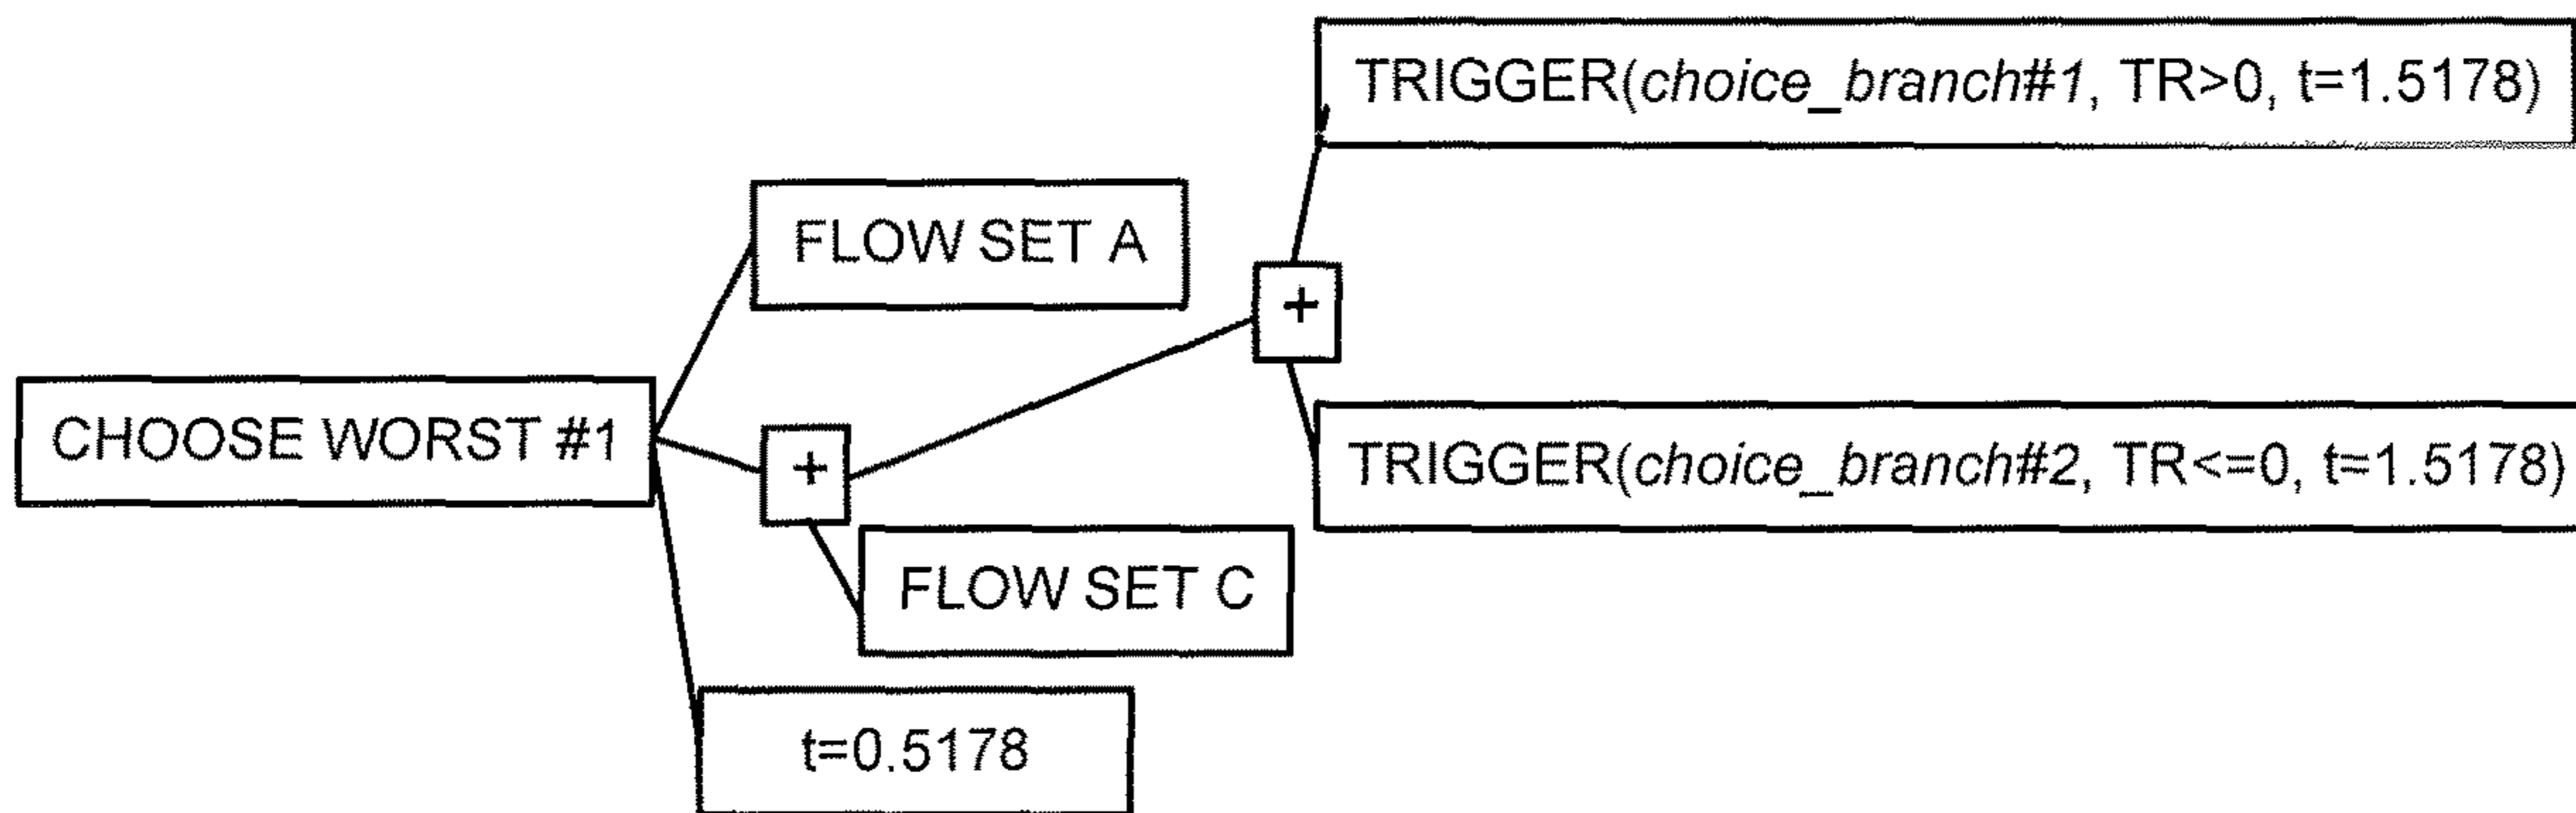 TRIGGER(choice_branch#1, TR>0, t=1.5178)
FLOW SET A
+
CHOOSE WORST #1
+
TRIGGER(choice_branch#2, TR<=0, t=1.5178)
FLOW SET C
t=0.5178